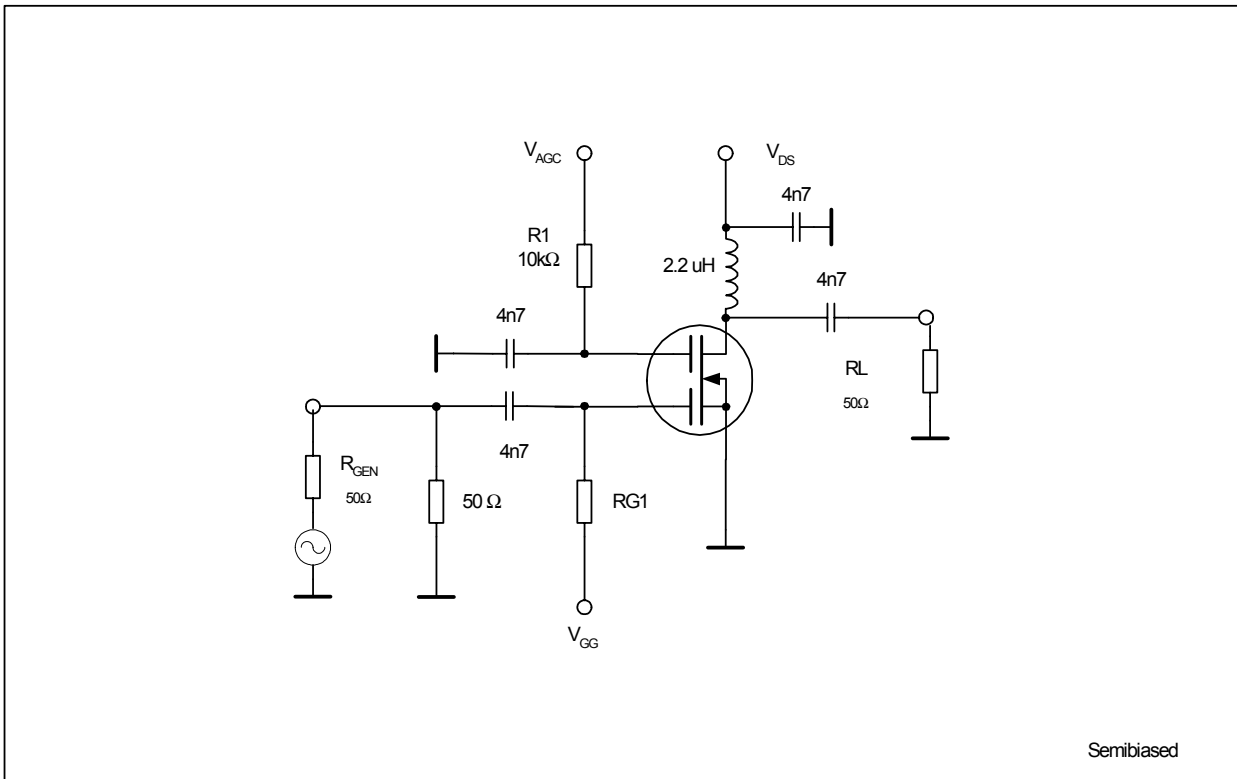 V_AGC
V_DS
4n7
R1
10kΩ
2.2 uH
4n7
4n7
RL
50Ω
4n7
R_GEN
50Ω
50 Ω
RG1
V_GG
Semibiased